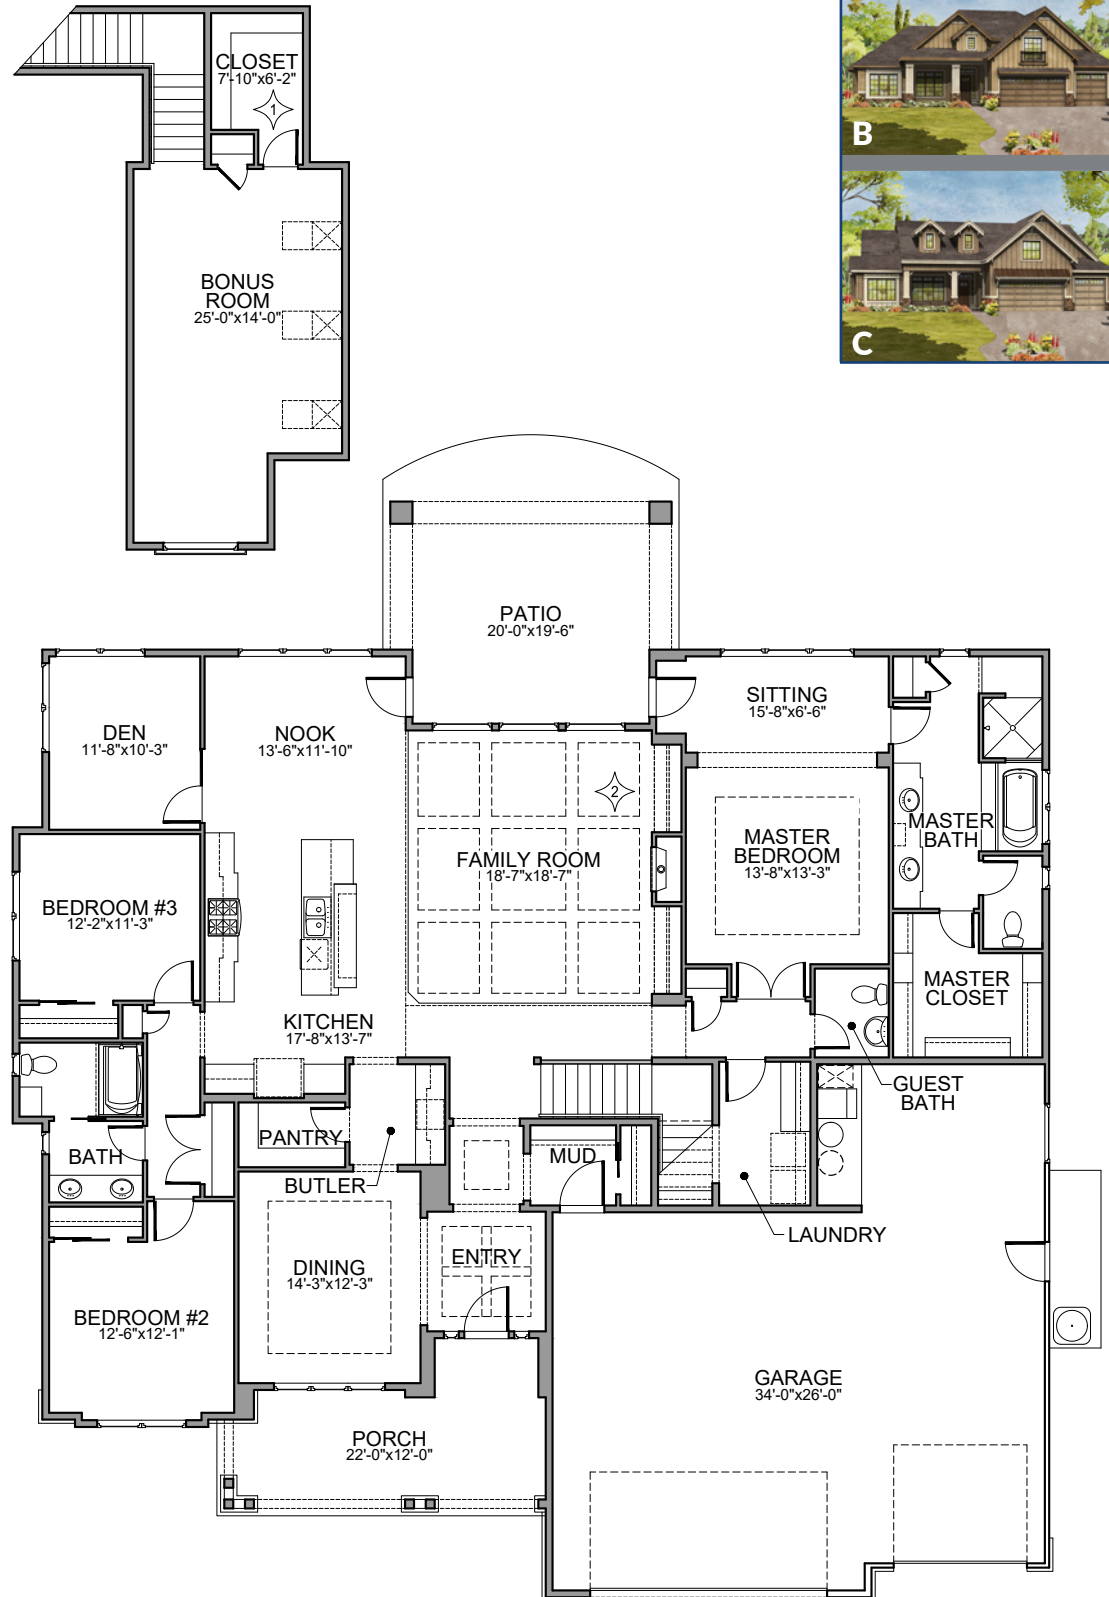 CLOSET
7'-10"x6'-2"
1
B
BONUS
ROOM
25'-0"x14'-0"
C
PATIO
20'-0"x19'-6"
SITTING
15'-8"x6'-6"
DEN
11'-8"x10'-3"
NOOK
13'-6"x11'-10"
2
MASTER
BATH
MASTER
BEDROOM
13'-8"x13'-3"
FAMILY ROOM
18'-7"x18'-7"
BEDROOM #3
12'-2"x11'-3"
MASTER
CLOSET
KITCHEN
17'-8"x13'-7"
GUEST
BATH
PANTRY
BATH
MUD
BUTLER
LAUNDRY
ENTRY
DINING
14'-3"x12'-3"
BEDROOM #2
12'-6"x12'-1"
GARAGE
34'-0"x26'-0"
PORCH
22'-0"x12'-0"